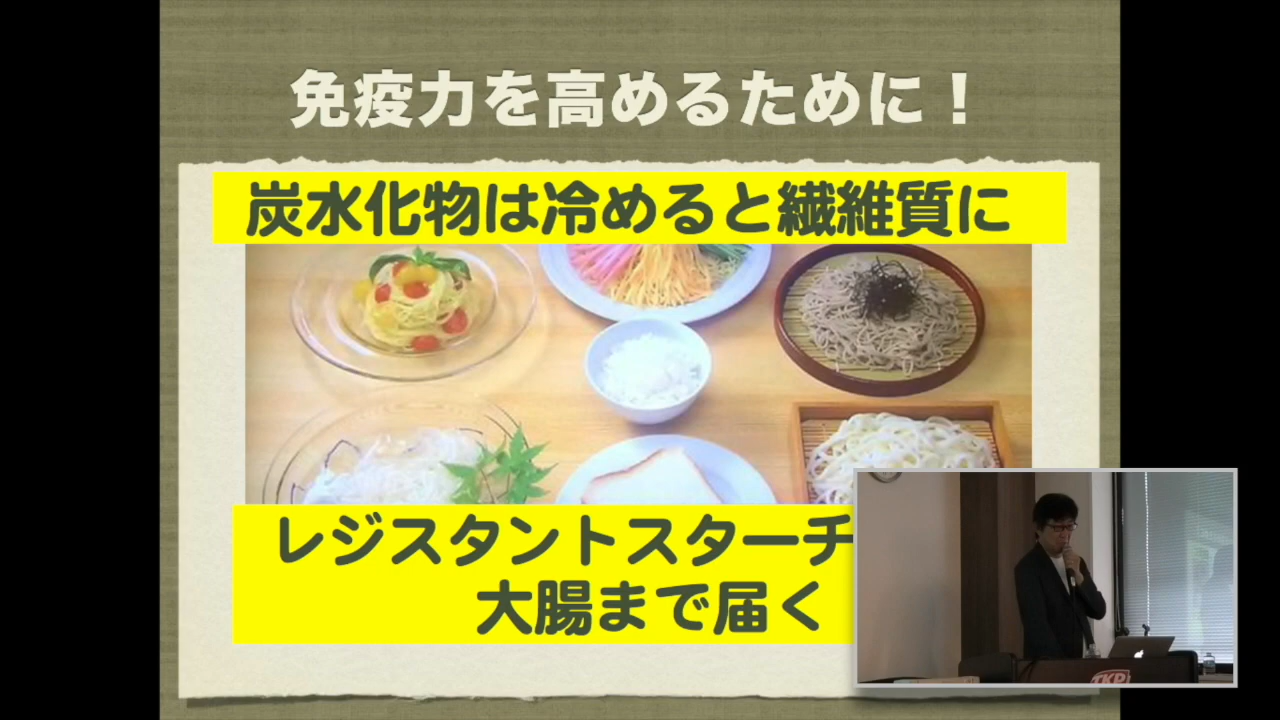 免疫力を高めるために！
炭水化物は冷めると繊維質に
レジスタントスターチ
大腸まで届く
TKP